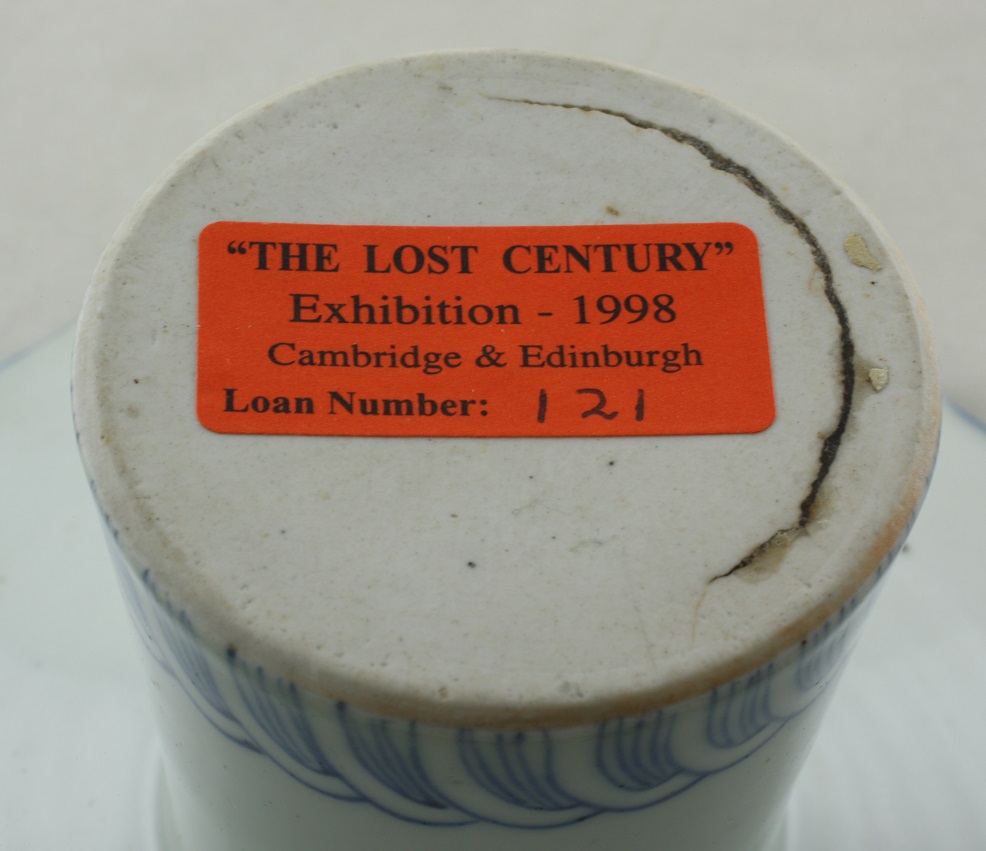 “THE LOST CENTURY”
Exhibition - 1998
Cambridge & Edinburgh
Loan Number: 121